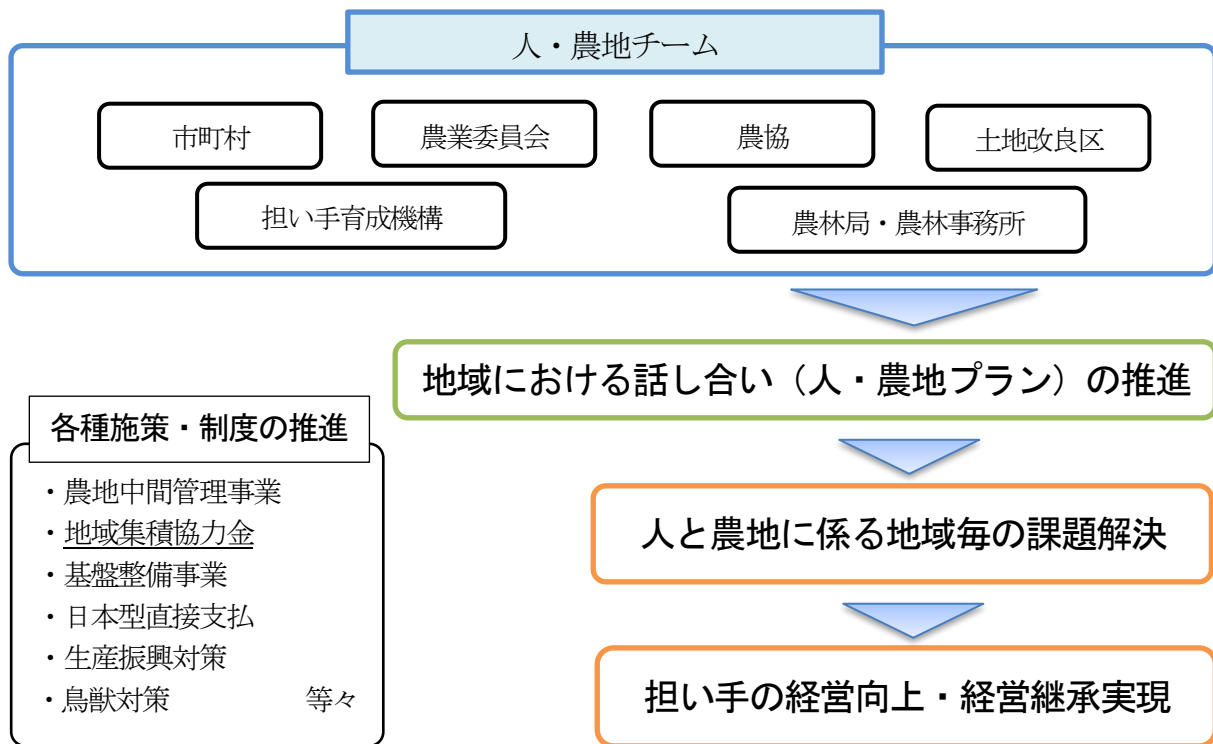 人・農地チーム
市町村
農業委員会
農協
土地改良区
担い手育成機構
農林局・農林事務所
地域における話し合い（人・農地プラン）の推進
各種施策・制度の推進
・農地中間管理事業
・地域集積協力金
・基盤整備事業
・日本型直接支払
・生産振興対策
・鳥獣対策　　　　　等々
人と農地に係る地域毎の課題解決
担い手の経営向上・経営継承実現